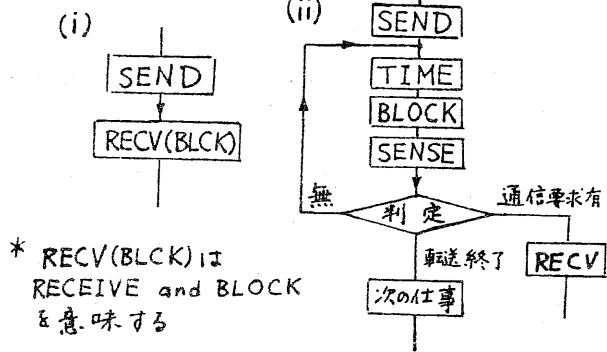 (i)
SEND
RECV(BLCK)
* RECV(BLCK)は
RECEIVE and BLOCK
を意味する
(ii)
SEND
TIME
BLOCK
SENSE
判定
無
通信要求有
転送終了
RECV
次の仕事